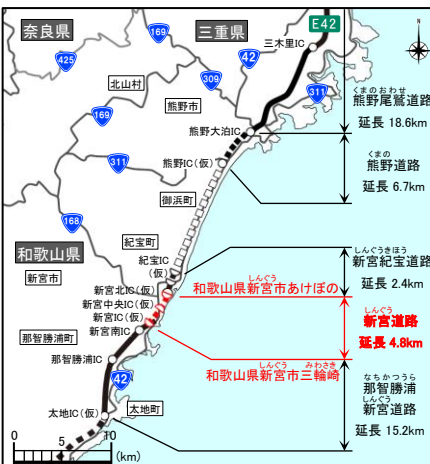 奈良県
三重県
E42
三木里IC
169
42
425
北山村
309
熊野市
311
169
熊野大泊IC
くまのおわせ
熊野尾鷲道路
延長 18.6km
311
熊野IC(仮)
くまの
熊野道路
延長 6.7km
御浜町
168
紀宝町
和歌山県
新宮市
紀宝IC
(仮)
しんぐうきほう
新宮紀宝道路
延長 2.4km
新宮北IC(仮)
新宮中央IC(仮)
新宮IC(仮)
新宮南IC
しんぐう
和歌山県新宮市あけぼの
しんぐう
新宮道路
延長 4.8km
那智勝浦町
那智勝浦IC
しんぐう みわさき
和歌山県新宮市三輪崎
42
なちかつうら
那智勝浦
しんぐう
新宮道路
延長 15.2km
太地IC(仮)
太地町
0 5 10
(km)